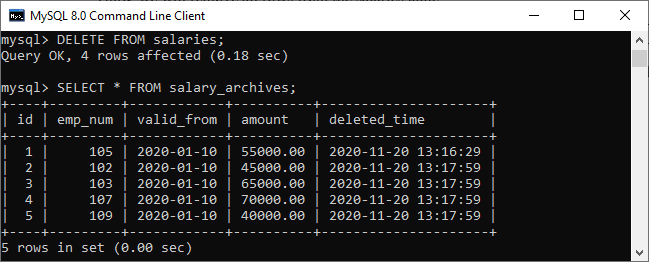 MySQL 8.0 Command Line Client
mysql> DELETE FROM salaries;
Query OK, 4 rows affected (0.18 sec)
mysql> SELECT * FROM salary_archives;
+----+---------+------------+----------+---------------------+
| id | emp_num | valid_from | amount   | deleted_time        |
+----+---------+------------+----------+---------------------+
|  1 |     105 | 2020-01-10 | 55000.00 | 2020-11-20 13:16:29 |
|  2 |     102 | 2020-01-10 | 45000.00 | 2020-11-20 13:17:59 |
|  3 |     103 | 2020-01-10 | 65000.00 | 2020-11-20 13:17:59 |
|  4 |     107 | 2020-01-10 | 70000.00 | 2020-11-20 13:17:59 |
|  5 |     109 | 2020-01-10 | 40000.00 | 2020-11-20 13:17:59 |
+----+---------+------------+----------+---------------------+
5 rows in set (0.00 sec)